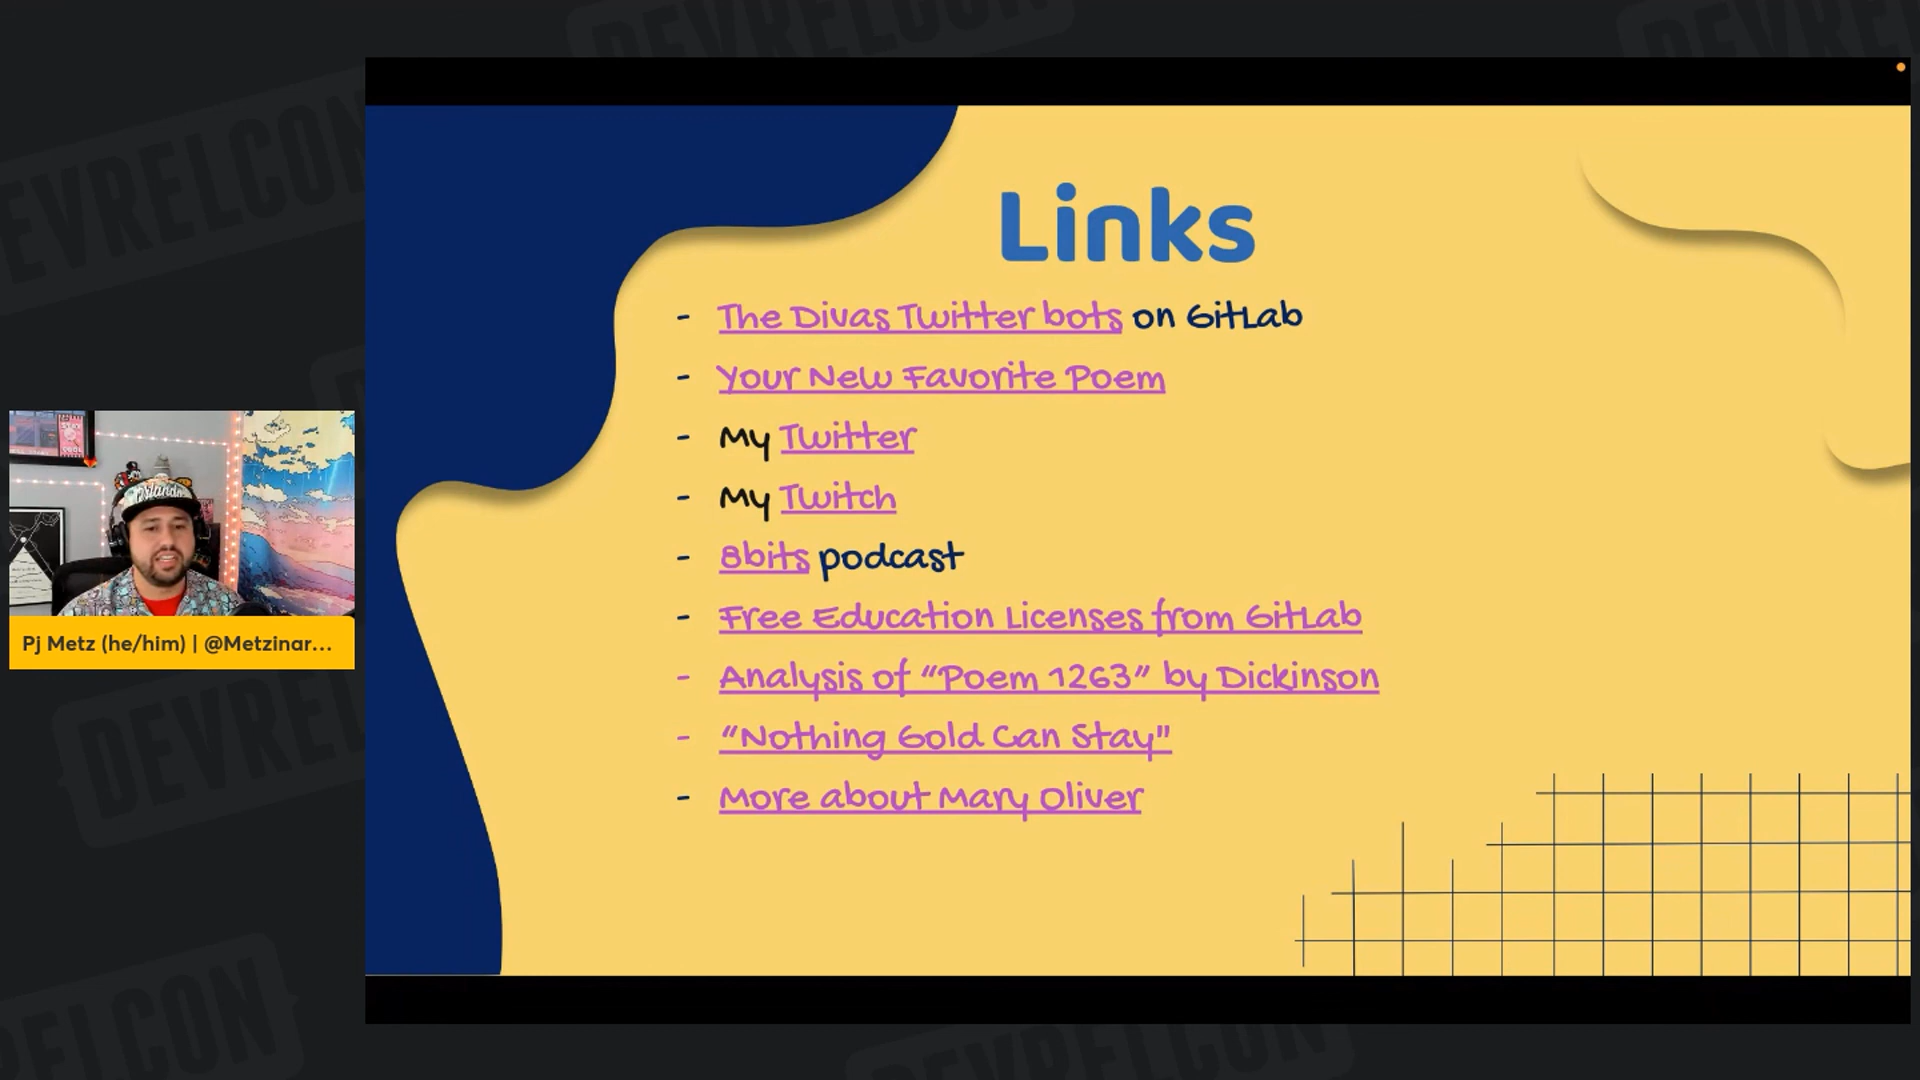 DEVRELCON
Links
- The Divas Twitter bots on GitLab
- Your New Favorite Poem
- My Twitter
- My Twitch
- 8bits podcast
- Free Education Licenses from GitLab
- Analysis of “Poem 1263” by Dickinson
- “Nothing Gold Can Stay”
- More about Mary Oliver
Orlando
Pj Metz (he/him) | @Metzinar…